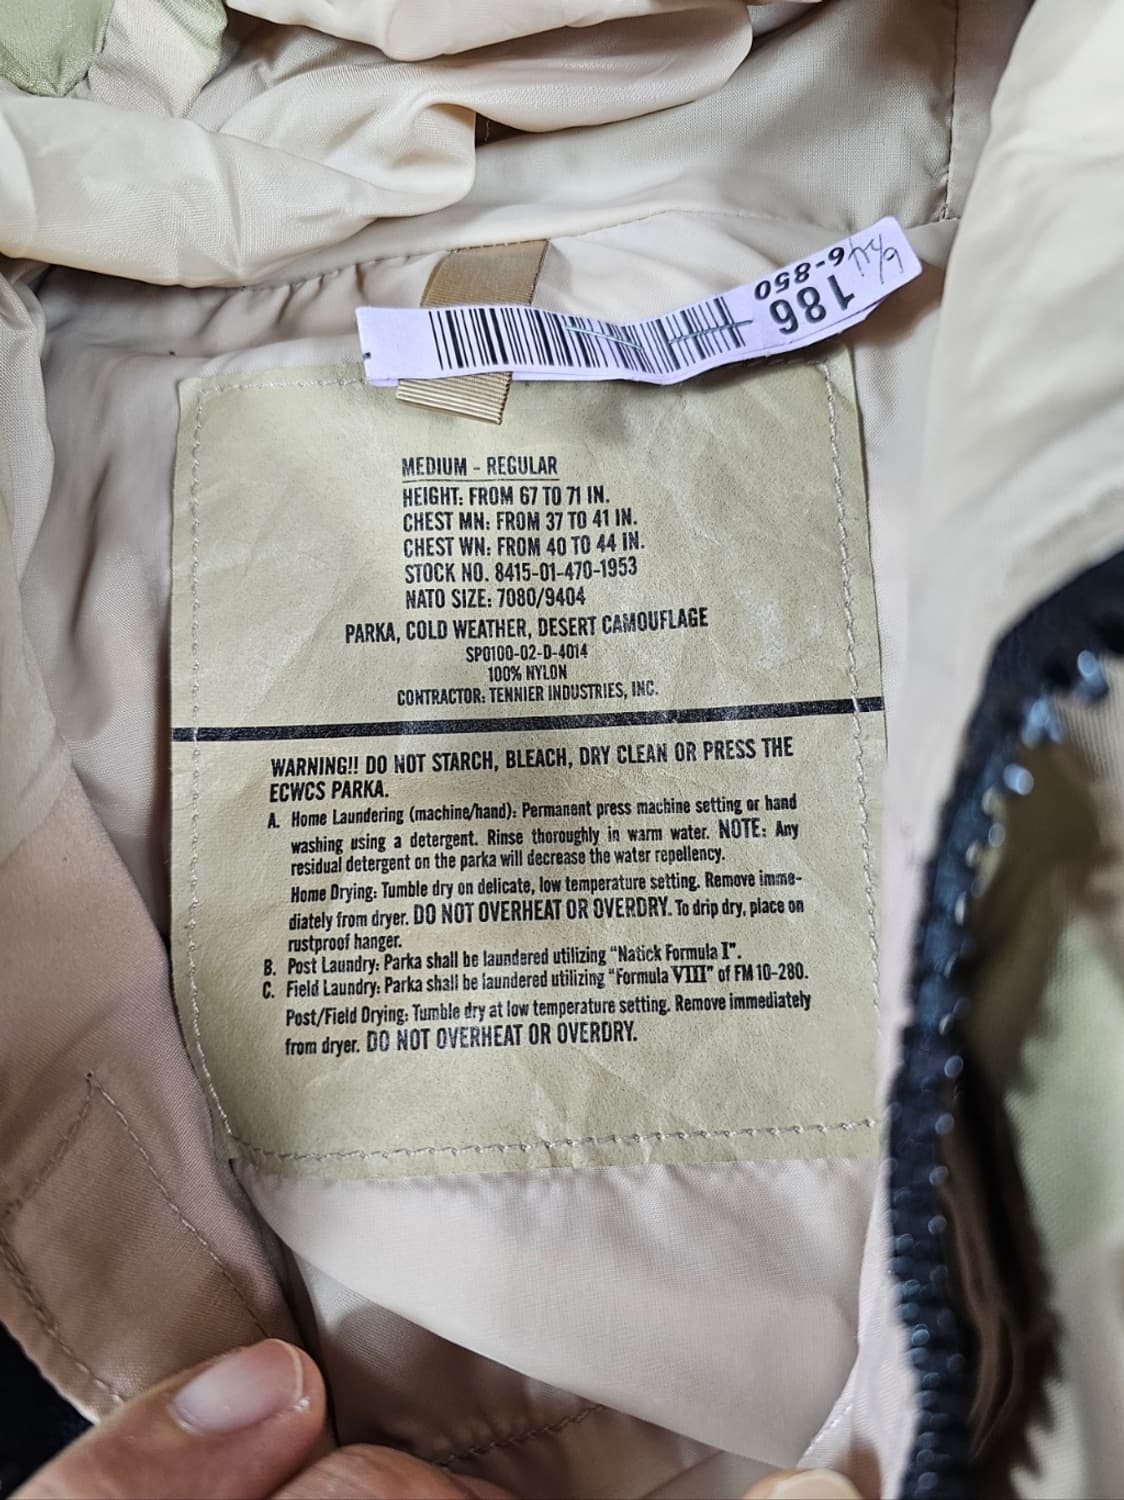 6-850
186
MEDIUM - REGULAR
HEIGHT: FROM 67 TO 71 IN.
CHEST MN: FROM 37 TO 41 IN.
CHEST WN: FROM 40 TO 44 IN.
STOCK NO. 8415-01-470-1953
NATO SIZE: 7080/9404
PARKA, COLD WEATHER, DESERT CAMOUFLAGE
SP0100-02-D-4014
100% NYLON
CONTRACTOR: TENNIER INDUSTRIES, INC.
WARNING!! DO NOT STARCH, BLEACH, DRY CLEAN OR PRESS THE
ECWCS PARKA.
A. Home Laundering (machine/hand): Permanent press machine setting or hand
washing using a detergent. Rinse thoroughly in warm water. NOTE: Any
residual detergent on the parka will decrease the water repellency.
Home Drying: Tumble dry on delicate, low temperature setting. Remove imme-
diately from dryer. DO NOT OVERHEAT OR OVERDRY. To drip dry, place on
rustproof hanger.
B. Post Laundry: Parka shall be laundered utilizing "Natick Formula I".
C. Field Laundry: Parka shall be laundered utilizing "Formula VIII" of FM 10-280.
Post/Field Drying: Tumble dry at low temperature setting. Remove immediately
from dryer. DO NOT OVERHEAT OR OVERDRY.